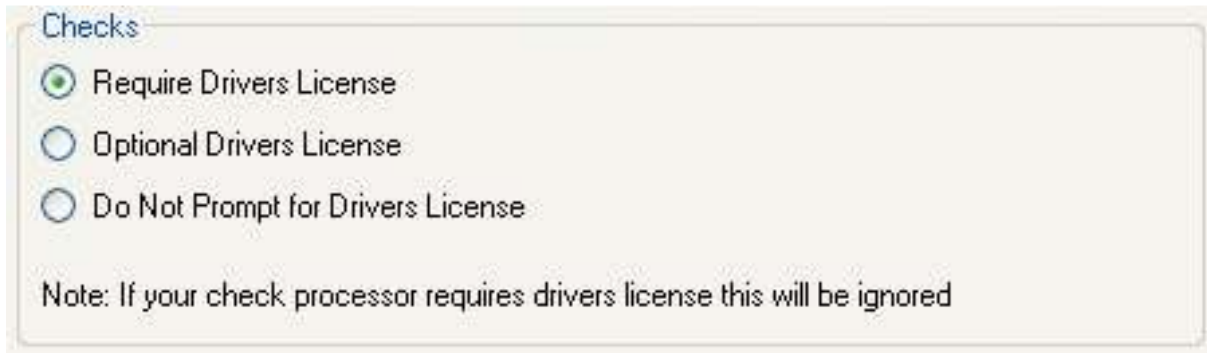 Checks
Require Drivers License
Optional Drivers License
Do Not Prompt for Drivers License
Note: If your check processor requires drivers license this will be ignored